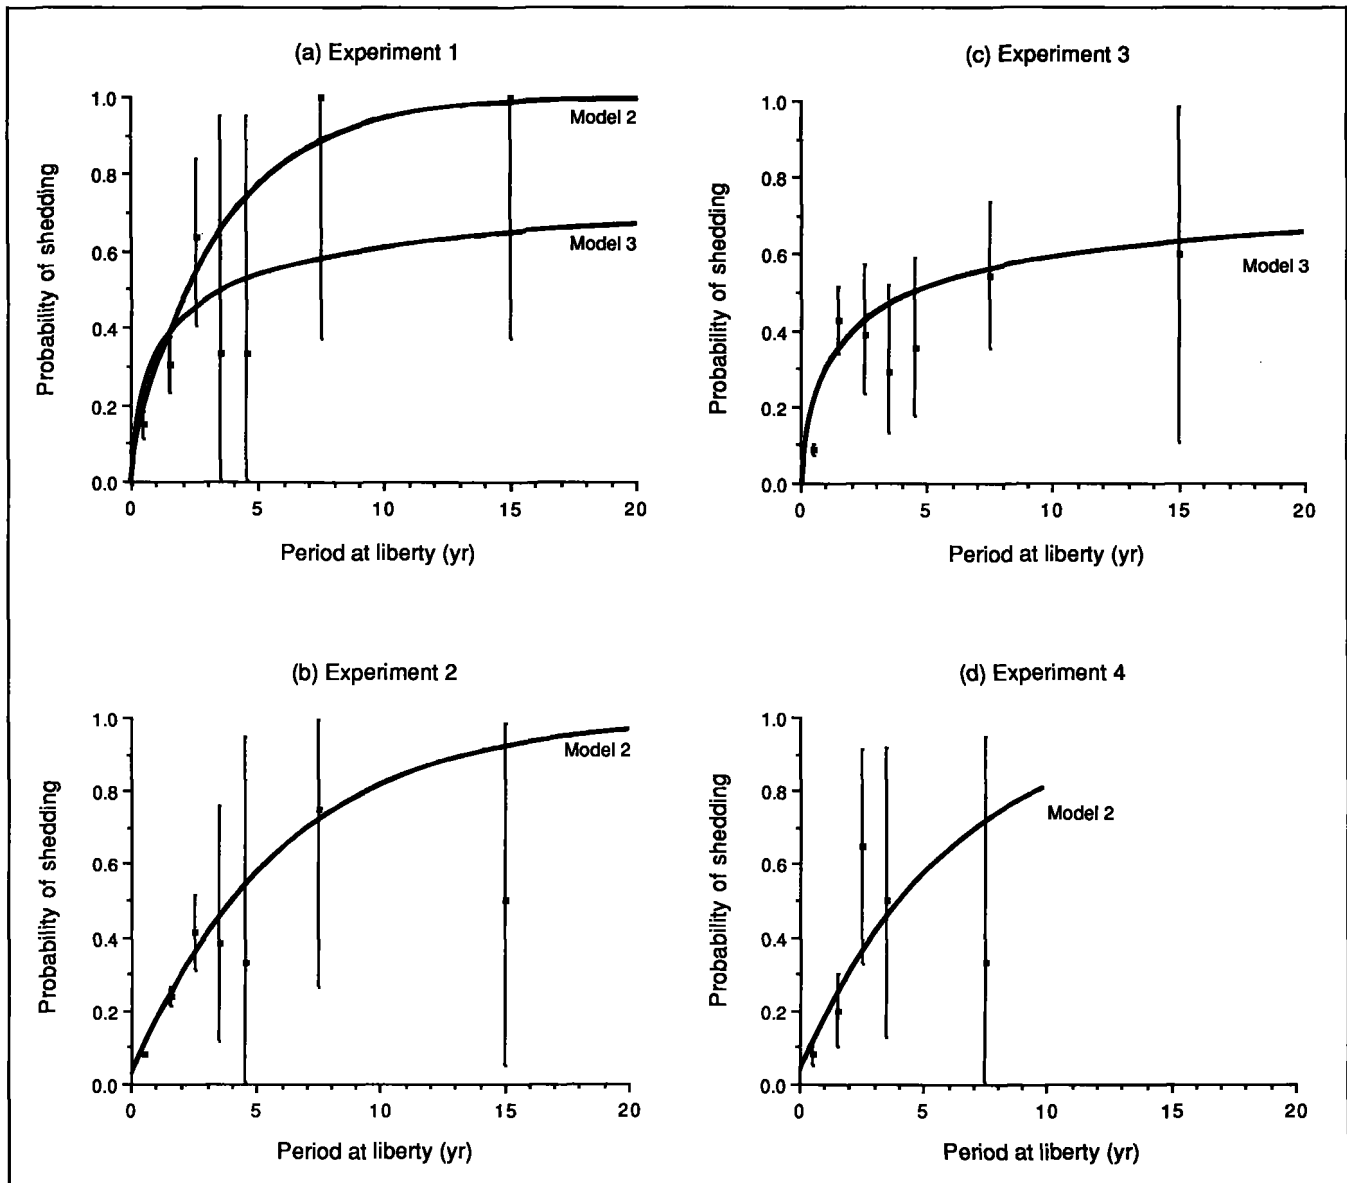 (a) Experiment 1
Probability of shedding
1.0
0.8
0.6
0.4
0.2
0.0
Model 2
Model 3
0 5 10 15 20
Period at liberty (yr)
(c) Experiment 3
Probability of shedding
1.0
0.8
0.6
0.4
0.2
0.0
Model 3
0 5 10 15 20
Period at liberty (yr)
(b) Experiment 2
Probability of shedding
1.0
0.8
0.6
0.4
0.2
0.0
Model 2
0 5 10 15 20
Period at liberty (yr)
(d) Experiment 4
Probability of shedding
1.0
0.8
0.6
0.4
0.2
0.0
Model 2
0 5 10 15 20
Period at liberty (yr)